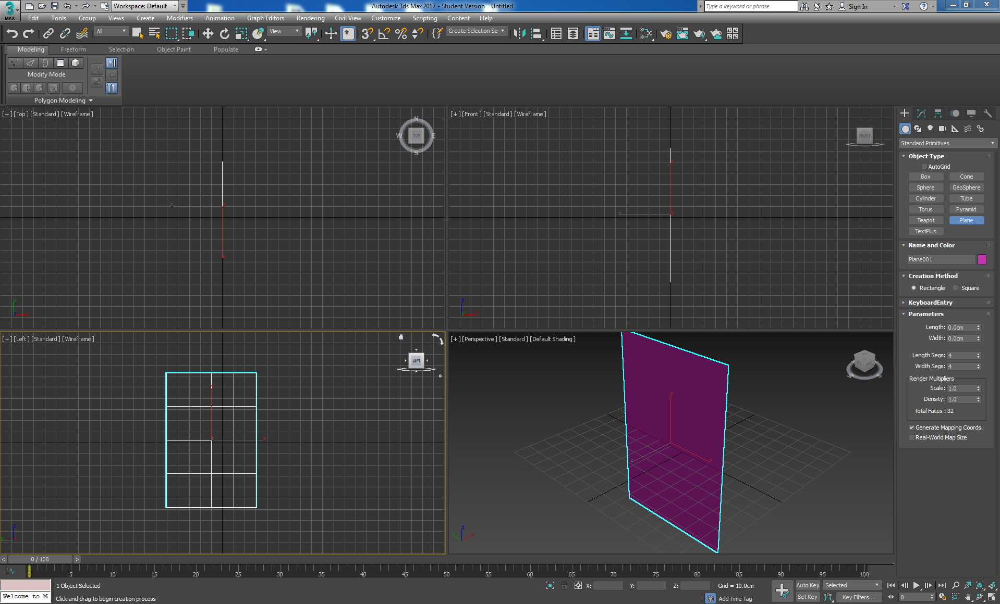 3
MAX
Workspace: Default
Autodesk 3ds Max 2017 - Student Version    Untitled
Type a keyword or phrase
Sign In
Edit Tools Group Views Create Modifiers Animation Graph Editors Rendering Civil View Customize Scripting Content Help
All
View
3
%
Create Selection Se
Modeling Freeform Selection Object Paint Populate
Modify Mode
Polygon Modeling
[+] [Top] [Standard] [Wireframe]
N
W TOP E
S
z
x
y
z
[+] [Front] [Standard] [Wireframe]
FRONT
y
z x
z
y
[+] [Left] [Standard] [Wireframe]
LEFT
y
z x
z
y
[+] [Perspective] [Standard] [Default Shading]
y
z x
z
y x
Standard Primitives
Object Type
AutoGrid
Box Cone
Sphere GeoSphere
Cylinder Tube
Torus Pyramid
Teapot Plane
TextPlus
Name and Color
Plane001
Creation Method
Rectangle Square
KeyboardEntry
Parameters
Length: 0.0cm
Width: 0.0cm
Length Segs: 4
Width Segs: 4
Render Multipliers
Scale: 1.0
Density: 1.0
Total Faces : 32
Generate Mapping Coords.
Real-World Map Size
< 0 / 100 >
0 5 10 15 20 25 30 35 40 45 50 55 60 65 70 75 80 85 90 95 100
1 Object Selected
X: Y: Z: Grid = 10.0cm
Auto Key Selected
Welcome to M
Click and drag to begin creation process
Add Time Tag
Set Key Key Filters...
0